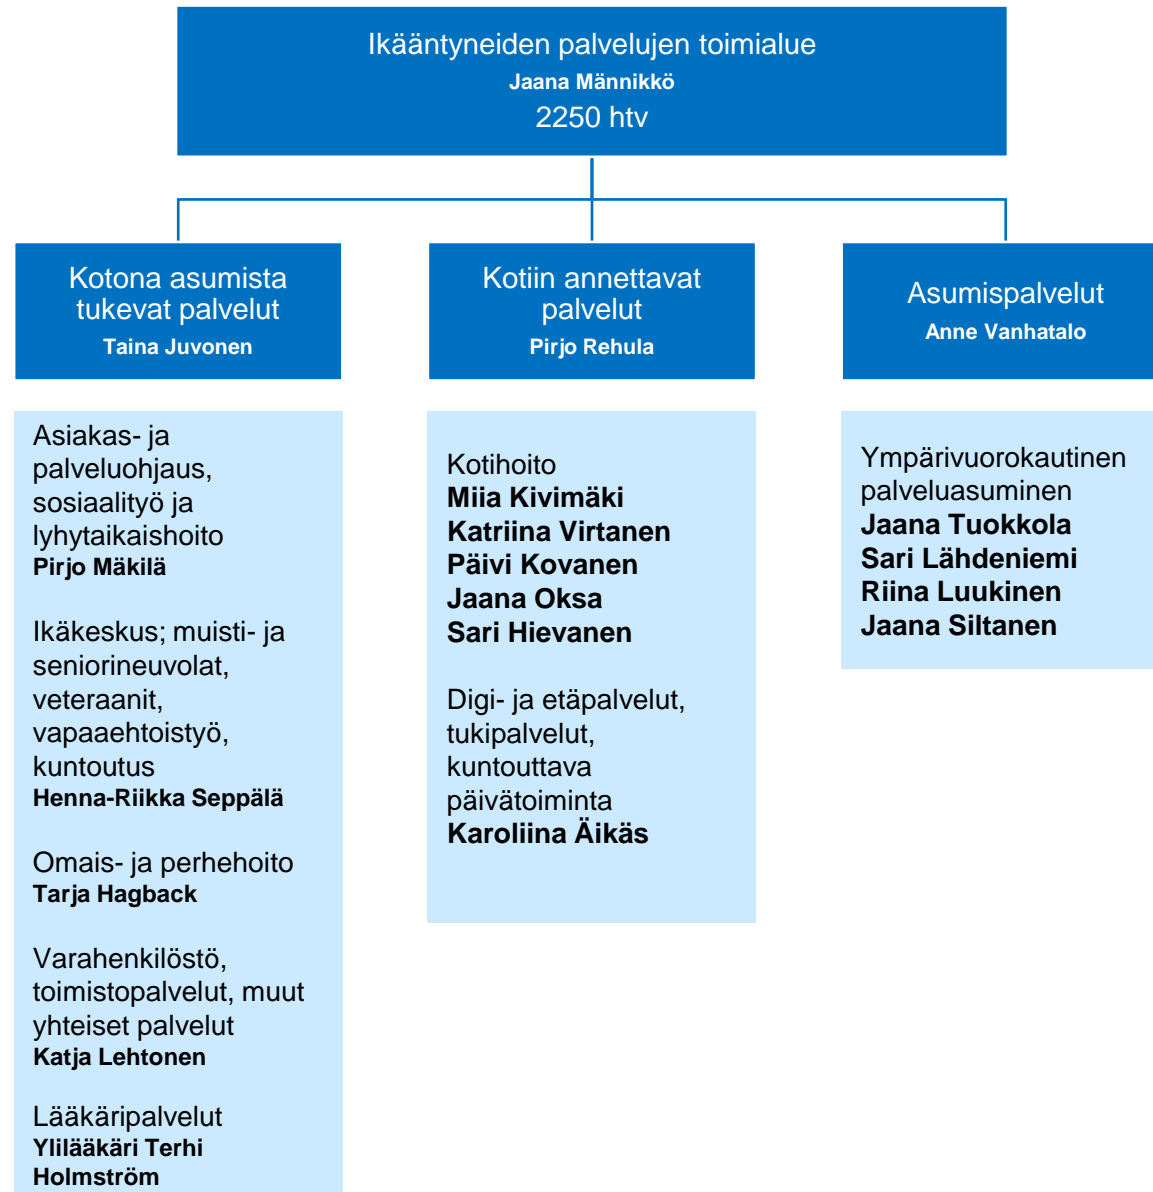 Ikääntyneiden palvelujen toimialue
Jaana Männikkö
2250 htv
Kotona asumista
tukevat palvelut
Taina Juvonen
Asiakas- ja
palveluohjaus,
sosiaalityö ja
lyhytaikaishoito
Pirjo Mäkilä
Ikäkeskus; muisti- ja
seniorineuvolat,
veteraanit,
vapaaehtoistyö,
kuntoutus
Henna-Riikka Seppälä
Omais- ja perhehoito
Tarja Hagback
Varahenkilöstö,
toimistopalvelut, muut
yhteiset palvelut
Katja Lehtonen
Lääkäripalvelut
Ylilääkäri Terhi
Holmström
Kotiin annettavat
palvelut
Pirjo Rehula
Kotihoito
Miia Kivimäki
Katriina Virtanen
Päivi Kovanen
Jaana Oksa
Sari Hievanen
Digi- ja etäpalvelut,
tukipalvelut,
kuntouttava
päivätoiminta
Karoliina Äikäs
Asumispalvelut
Anne Vanhatalo
Ympärivuorokautinen
palveluasuminen
Jaana Tuokkola
Sari Lähdeniemi
Riina Luukinen
Jaana Siltanen